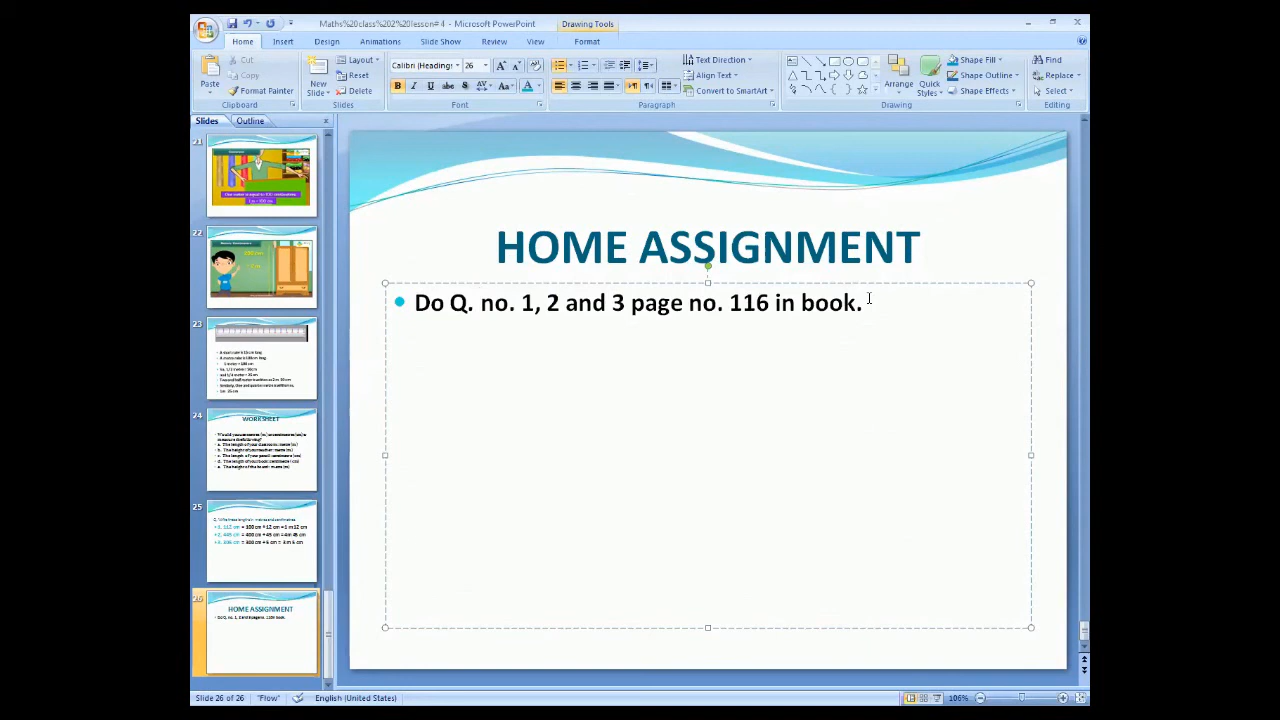 Maths%20class%202%20lesson# 4 - Microsoft PowerPoint
Drawing Tools
Home
Insert
Design
Animations
Slide Show
Review
View
Format
Paste
Cut
Copy
Format Painter
Clipboard
New Slide
Layout
Reset
Delete
Slides
Calibri (Headings
26
Font
Text Direction
Align Text
Convert to SmartArt
Paragraph
Arrange
Quick Styles
Shape Fill
Shape Outline
Shape Effects
Drawing
Find
Replace
Select
Editing
Slides
Outline
21
22
23
24
WORKSHEET
25
26
HOME ASSIGNMENT
HOME ASSIGNMENT
Do Q. no. 1, 2 and 3 page no. 116 in book.
Slide 26 of 26
"Flow"
English (United States)
106%